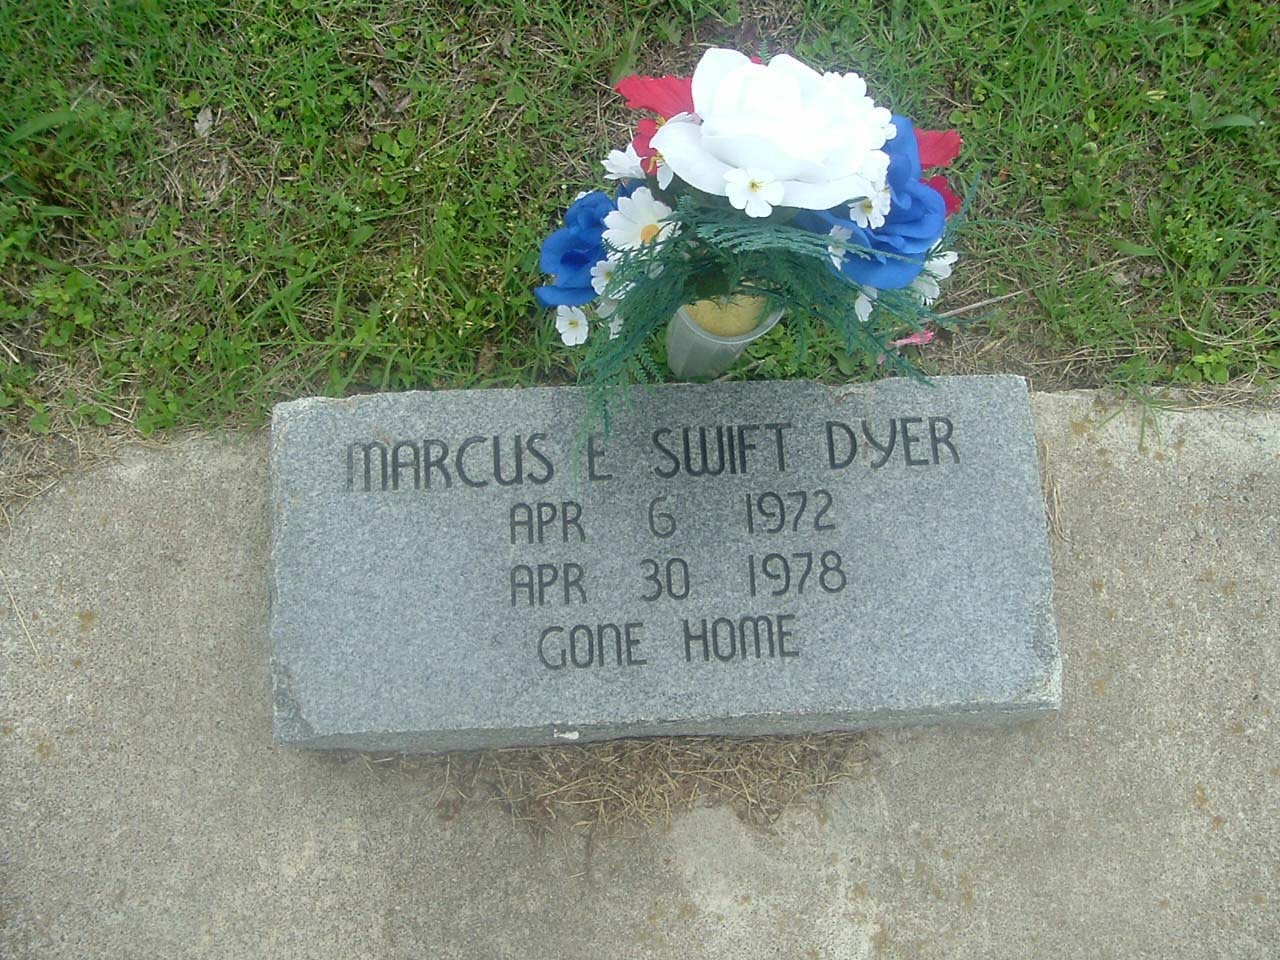 MARCUS E SWIFT DYER
APR 6 1972
APR 30 1978
GONE HOME